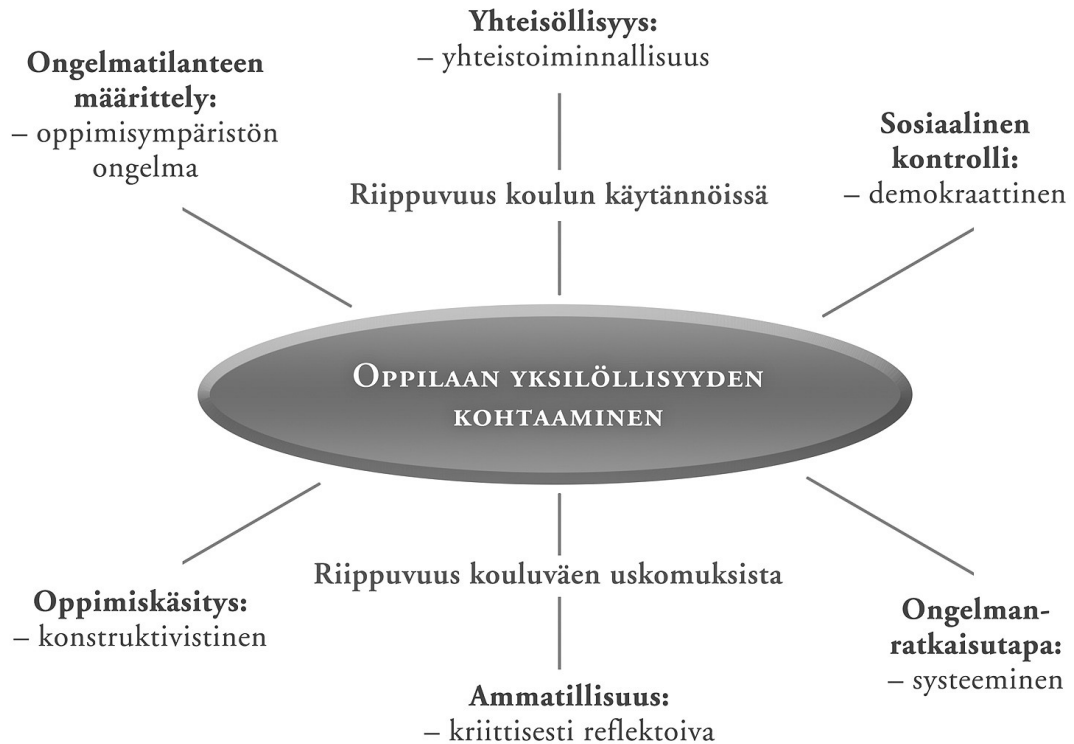 Yhteisöllisyys:
– yhteistoiminnallisuus
Ongelmatilanteen
määrittely:
– oppimisympäristön
ongelma
Sosiaalinen
kontrolli:
– demokraattinen
Riippuvuus koulun käytännöissä
Oppilaan yksilöllisyyden
kohtaaminen
Riippuvuus kouluväen uskomuksista
Oppimiskäsitys:
– konstruktivistinen
Ongelman-
ratkaisutapa:
– systeeminen
Ammatillisuus:
– kriittisesti reflektoiva